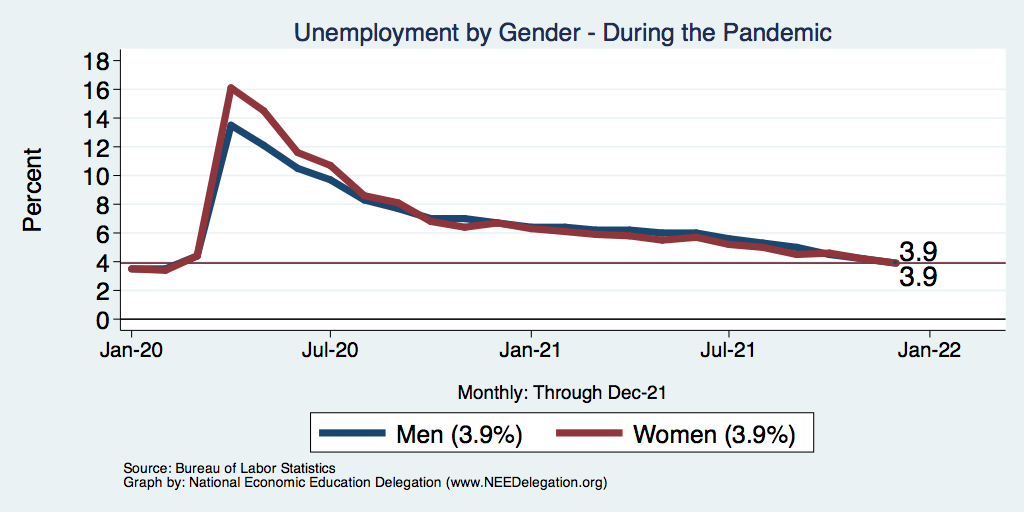 Unemployment by Gender - During the Pandemic
Percent
18
16
14
12
10
8
6
4
2
0
3.9
3.9
Jan-20 Jul-20 Jan-21 Jul-21 Jan-22
Monthly: Through Dec-21
Men (3.9%) Women (3.9%)
Source: Bureau of Labor Statistics
Graph by: National Economic Education Delegation (www.NEEDelegation.org)